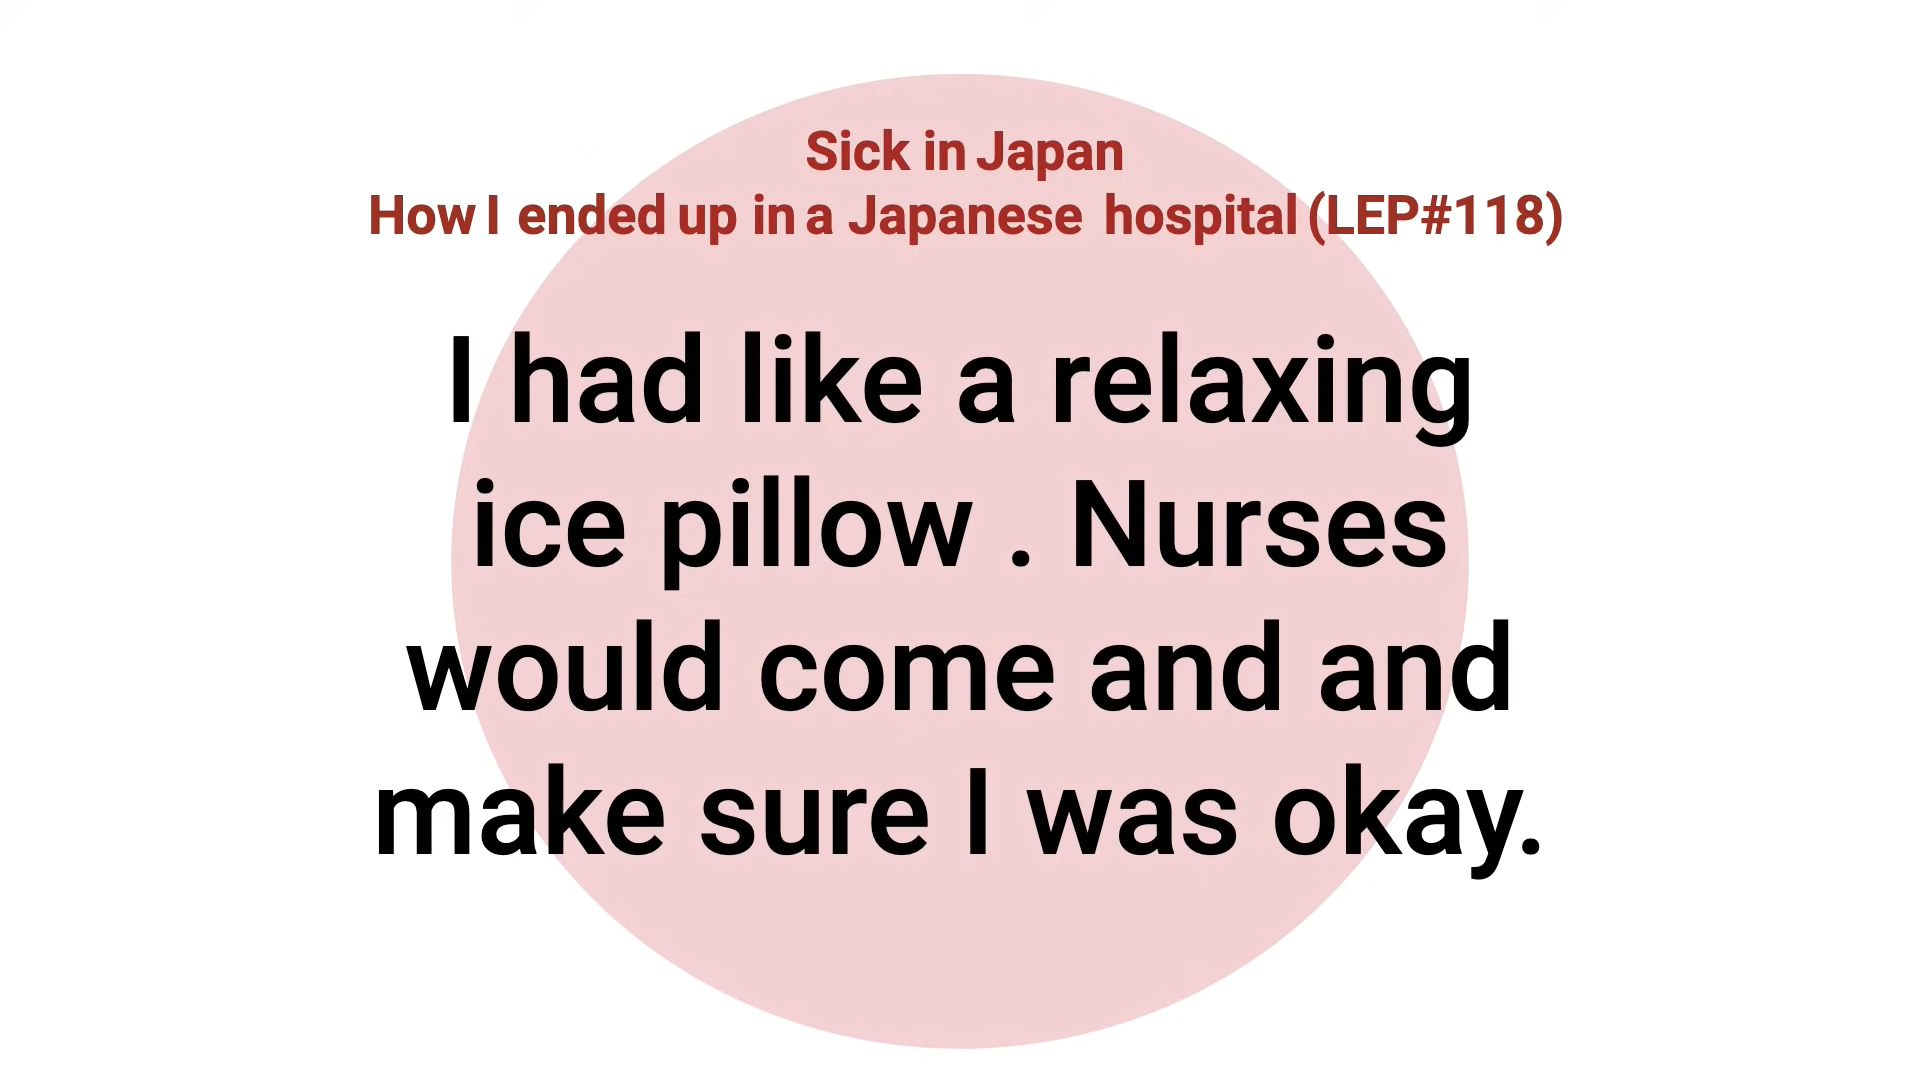 Sick in Japan
How I ended up in a Japanese hospital (LEP#118)
I had like a relaxing
ice pillow . Nurses
would come and and
make sure I was okay.